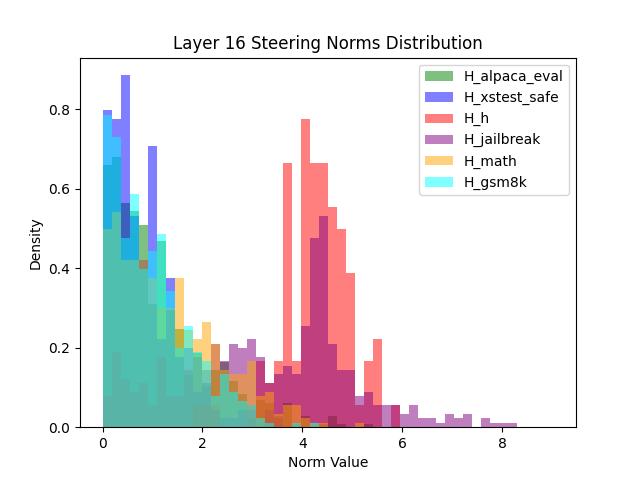 Layer 16 Steering Norms Distribution
H_alpaca_eval
H_xstest_safe
H_h
H_jailbreak
H_math
H_gsm8k
Density
0.8
0.6
0.4
0.2
0.0
0 2 4 6 8
Norm Value